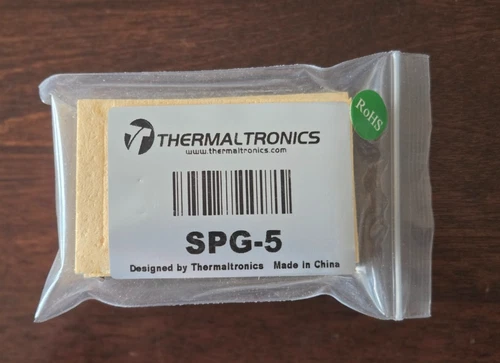 RoHS
THERMALTRONICS
www.thermaltronics.com
SPG-5
Designed by Thermaltronics Made in China